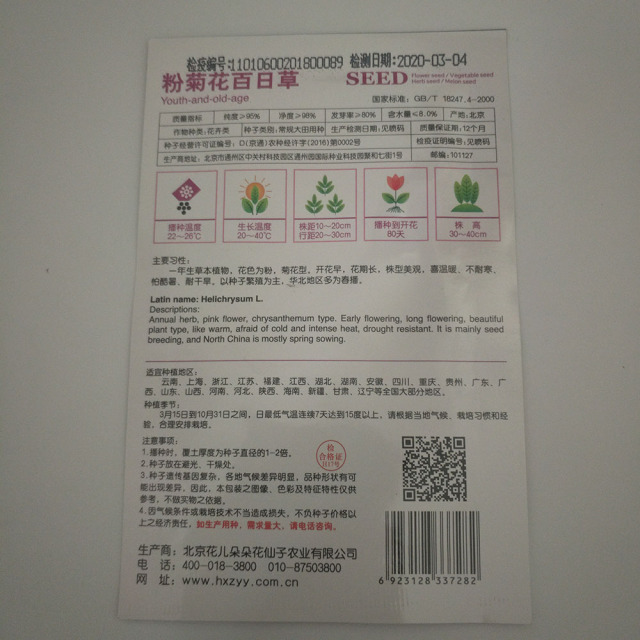 检疫编号:11010600201800089 检测日期:2020-03-04
粉菊花百日草 SEED Flower seed / Vegetable seed
Herb seed / Melon seed
Youth-and-old-age 国家标准: GB/T 18247.4-2000
质量指标 纯度≥95% 净度≥98% 发芽率≥80% 含水量≤8.0% 产地:北京
作物种类:花卉类 种子类别:常规大田用种 生产检测日期:见喷码 质量保证期:12个月
种子经营许可证编号: D(京通)农种经许字(2016)第0002号 检疫证明编号:见喷码
生产商地址: 北京市通州区中关村科技园区通州园国际种业科技园聚和七街1号 邮编:101127
播种温度 生长温度 株距10~20cm 播种到开花 株 高
22~26℃ 20~40℃ 行距20~30cm 80天 30~40cm
主要习性:
一年生草本植物,花色为粉,菊花型。开花早,花期长,株型美观,喜温暖、不耐寒、
怕酷暑、耐干旱。以种子繁殖为主,华北地区多为春播。
Latin name: Helichrysum L.
Descriptions:
Annual herb, pink flower, chrysanthemum type. Early flowering, long flowering, beautiful
plant type, like warm, afraid of cold and intense heat, drought resistant. It is mainly seed
breeding, and North China is mostly spring sowing.
适宜种植地区:
云南、上海、浙江、江苏、福建、江西、湖北、湖南、安徽、四川、重庆、贵州、广东、广
西、山东、山西、河南、河北、陕西、海南、新疆、甘肃、辽宁等全国大部分地区。
种植季节:
3月15日到10月31日之间,日最低气温连续7天达到15度以上,请根据当地气候、栽培习惯和经
验,合理安排栽培。
注意事项:
1.播种时,覆土厚度为种子直径的1~2倍。
2.种子放在避光、干燥处。
3.种子遗传基因复杂,各地气候差异明显,品种形状有可
能出现差异,因此,本包装之图像、色彩及特征特性仅供
参考,不做实物之依据。
4.因气候条件或栽培技术不当造成损失,不负种子价格以
上之经济责任,如生产用种,需求量大,请电话咨询。
检
合格证
H17号
生产商:北京花儿朵朵花仙子农业有限公司
电 话:400-018-3800 010-87503800
网 址:www.hxzyy.com.cn
6 923128 337282